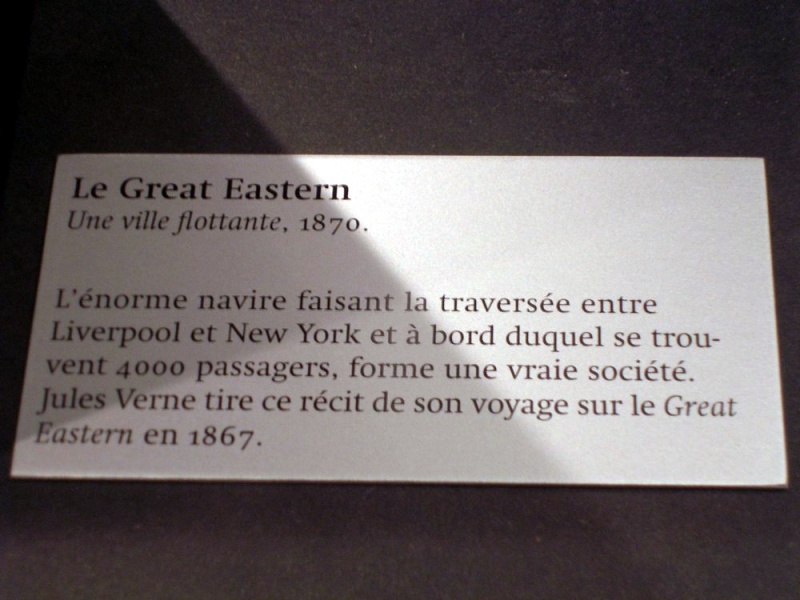 Le Great Eastern
Une ville flottante, 1870.
L'énorme navire faisant la traversée entre
Liverpool et New York et à bord duquel se trou-
vent 4000 passagers, forme une vraie société.
Jules Verne tire ce récit de son voyage sur le Great
Eastern en 1867.